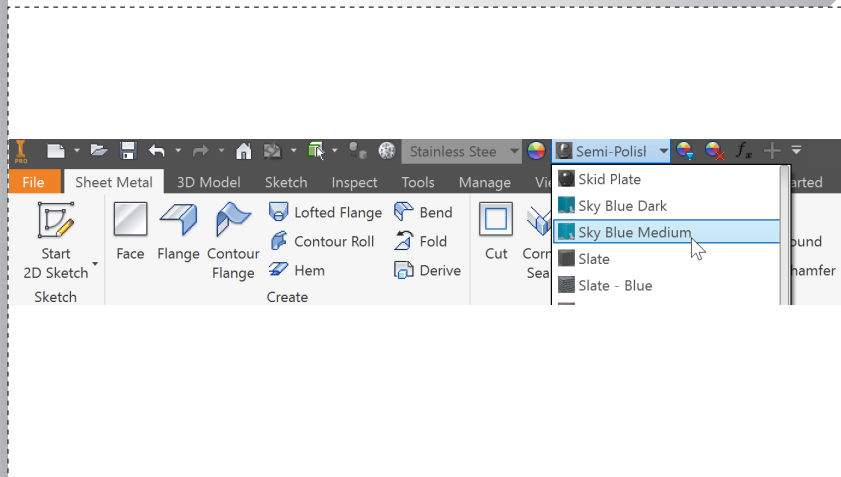 PRO
Stainless Stee
Semi-Polis
File Sheet Metal 3D Model Sketch Inspect Tools Manage Vi arted
Skid Plate
Sky Blue Dark
Sky Blue Medium
Slate
Slate - Blue
Start
2D Sketch
Sketch
Face
Flange
Contour
Flange
Lofted Flange
Contour Roll
Hem
Bend
Fold
Derive
Create
Cut
Corn
Sea
ound
hamfer
fx